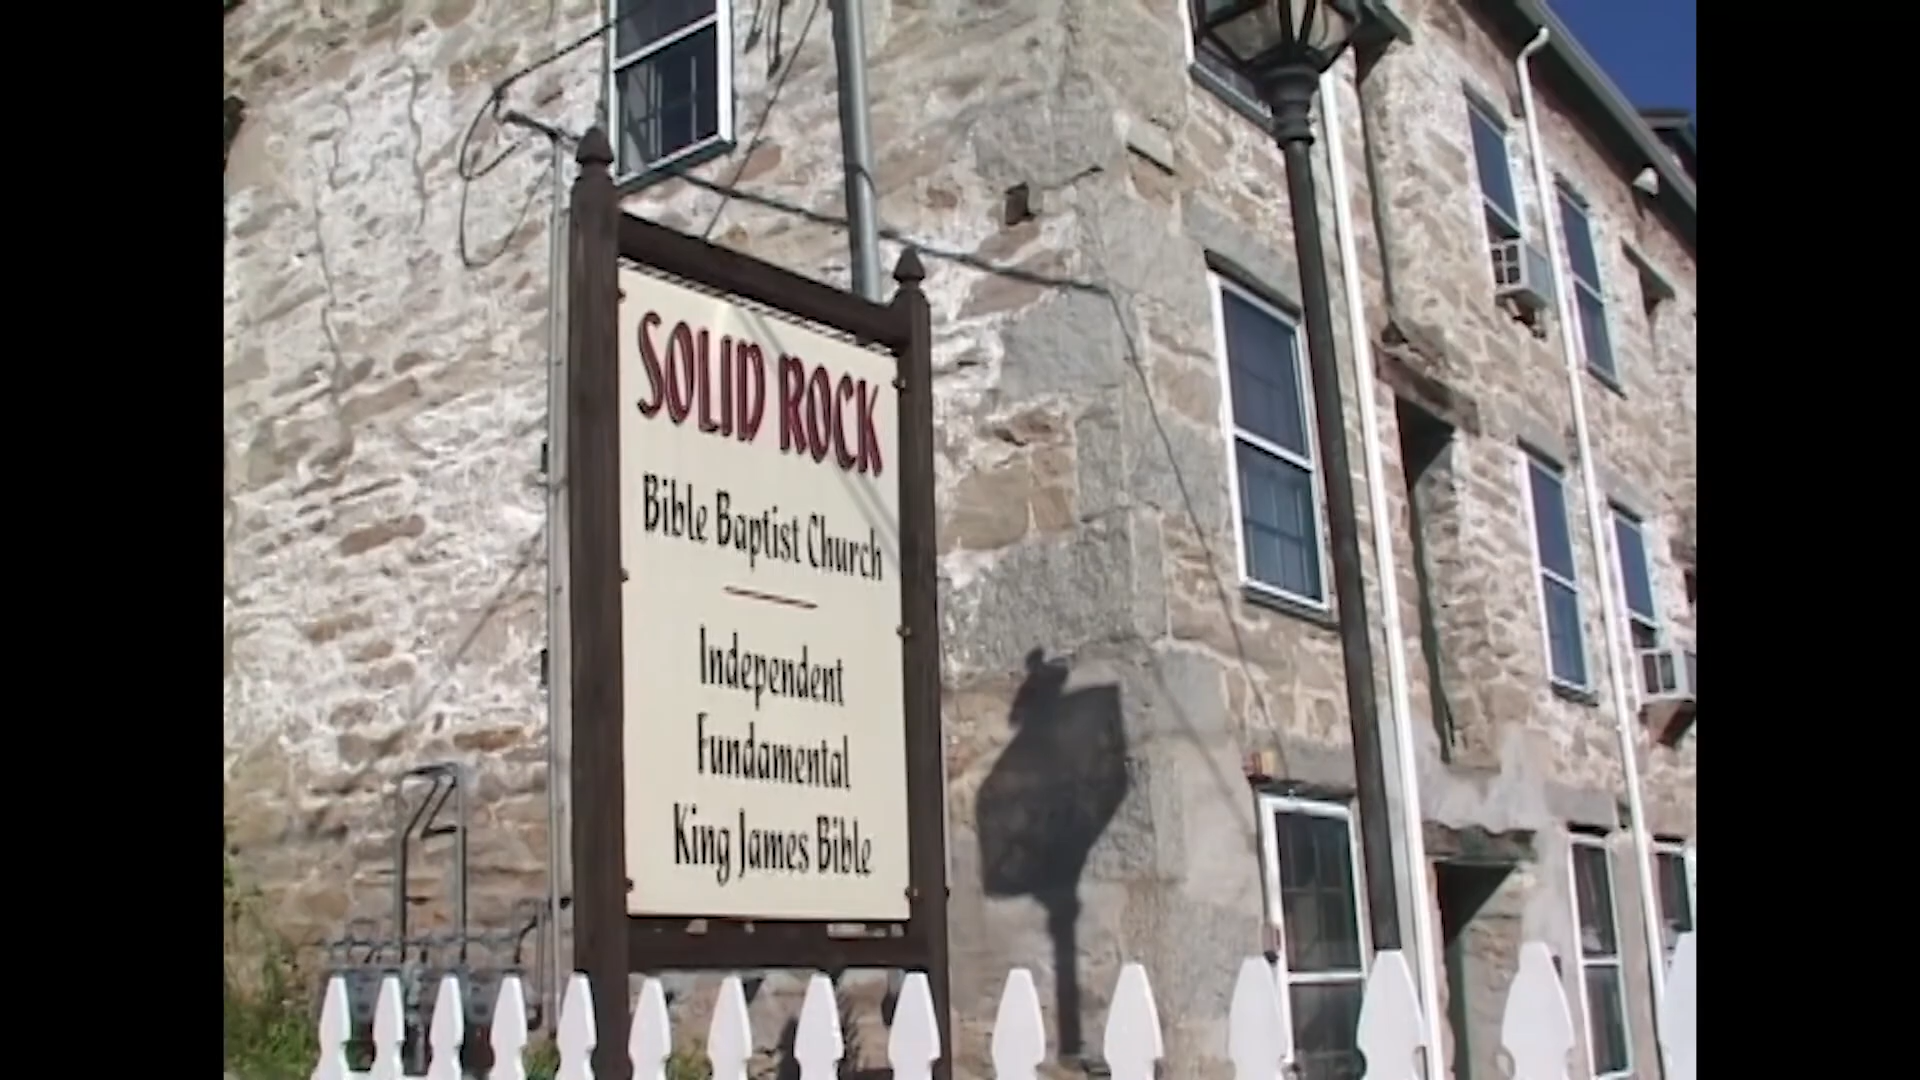 SOLID ROCK
Bible Baptist Church
Independent
Fundamental
King James Bible